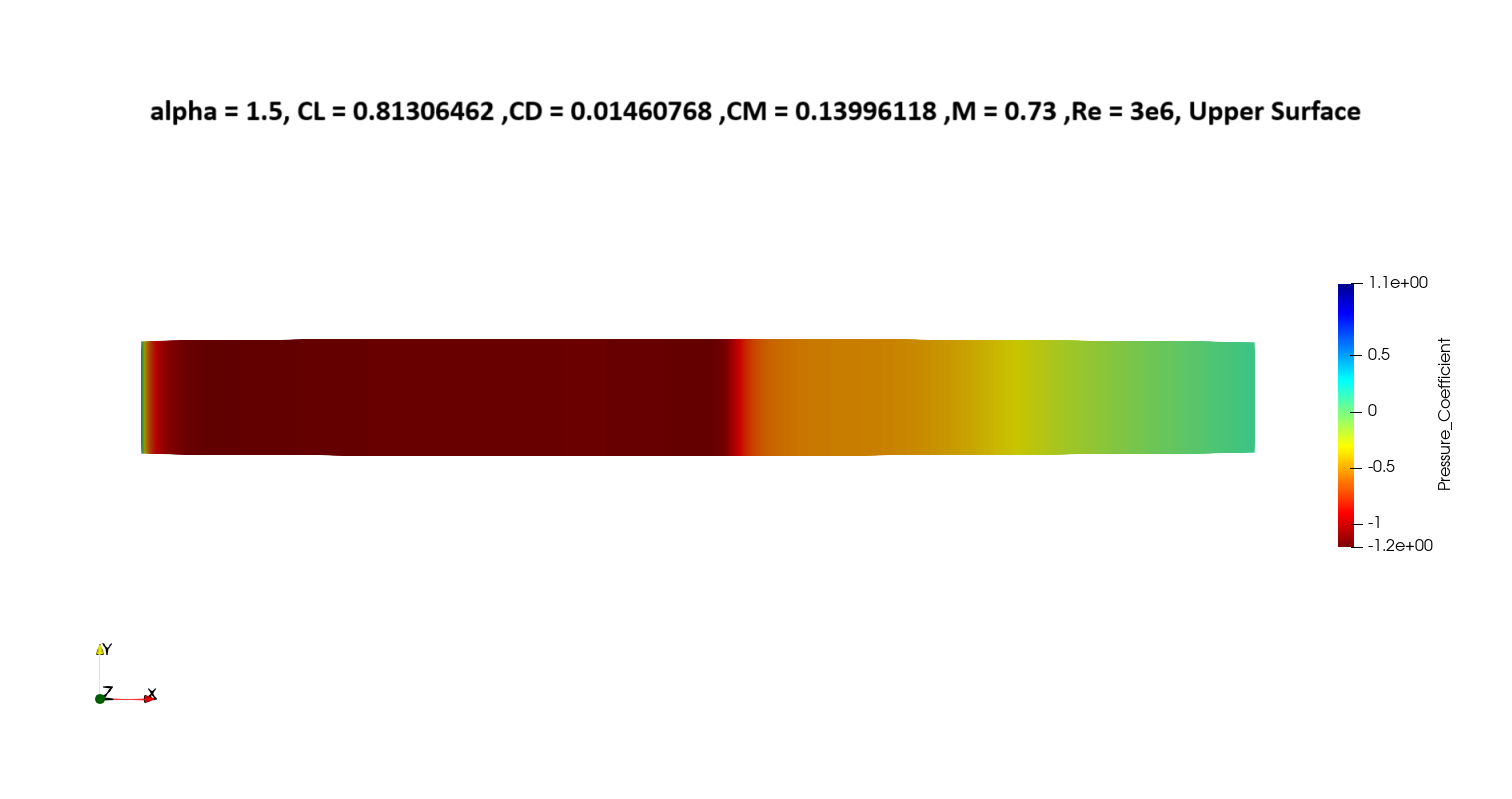 alpha = 1.5, CL = 0.81306462 ,CD = 0.01460768 ,CM = 0.13996118 ,M = 0.73 ,Re = 3e6, Upper Surface
1.1e+00
0.5
0
-0.5
-1
-1.2e+00
Pressure_Coefficient
Y
Z
X